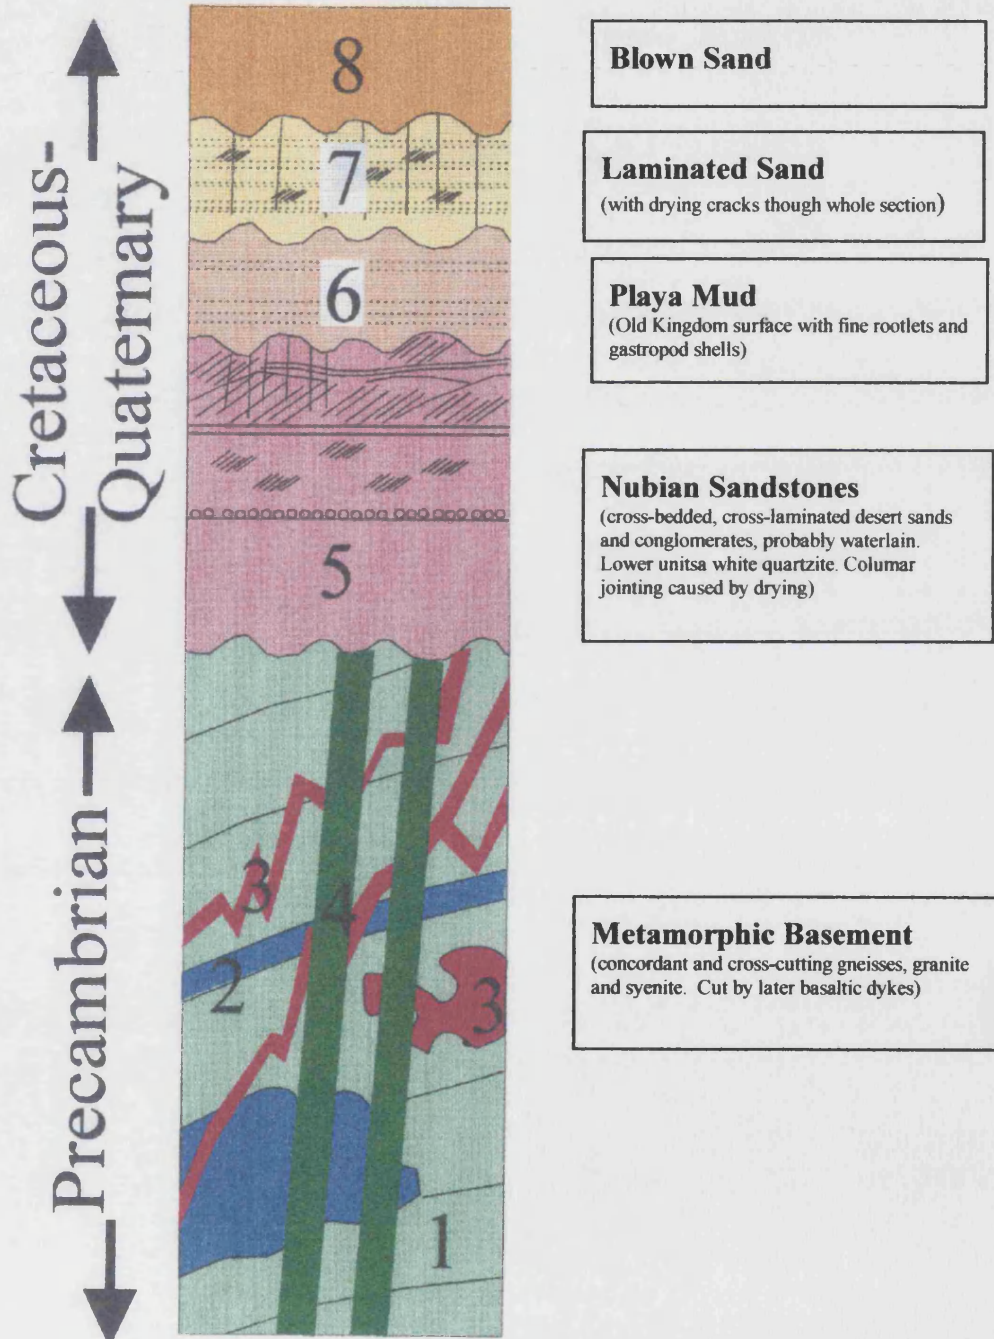 Cretaceous-
Quaternary
Precambrian
8
7
6
5
3
4
2
3
1
Blown Sand
Laminated Sand
(with drying cracks though whole section)
Playa Mud
(Old Kingdom surface with fine rootlets and
gastropod shells)
Nubian Sandstones
(cross-bedded, cross-laminated desert sands
and conglomerates, probably waterlain.
Lower unitsa white quartzite. Columar
jointing caused by drying)
Metamorphic Basement
(concordant and cross-cutting gneisses, granite
and syenite. Cut by later basaltic dykes)